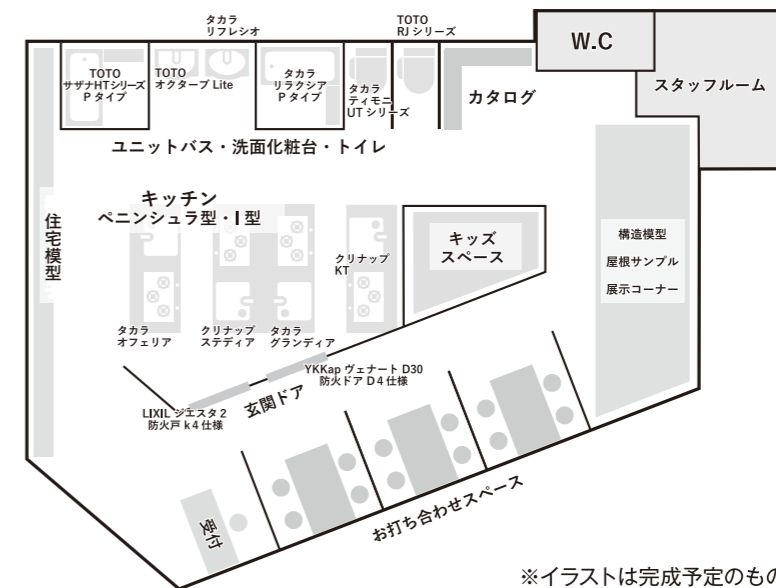 タカラ
リフレシオ
TOTO
RJ シリーズ
W.C
スタッフルーム
TOTO
サザナHTシリーズ
P タイプ
TOTO
オクターブ Lite
タカラ
リラクシア
P タイプ
タカラ
ティモニ
UT シリーズ
カタログ
ユニットバス・洗面化粧台・トイレ
住宅模型
キッチン
ペニンシュラ型・I 型
クリナップ
KT
キッズ
スペース
構造模型
屋根サンプル
展示コーナー
タカラ
オフェリア
クリナップ
ステディア
タカラ
グランディア
YKKap ヴェナート D30
防火ドア D4 仕様
LIXIL ジエスタ 2
防火戸 k4 仕様
玄関ドア
受付
お打ち合わせスペース
※イラストは完成予定のもの